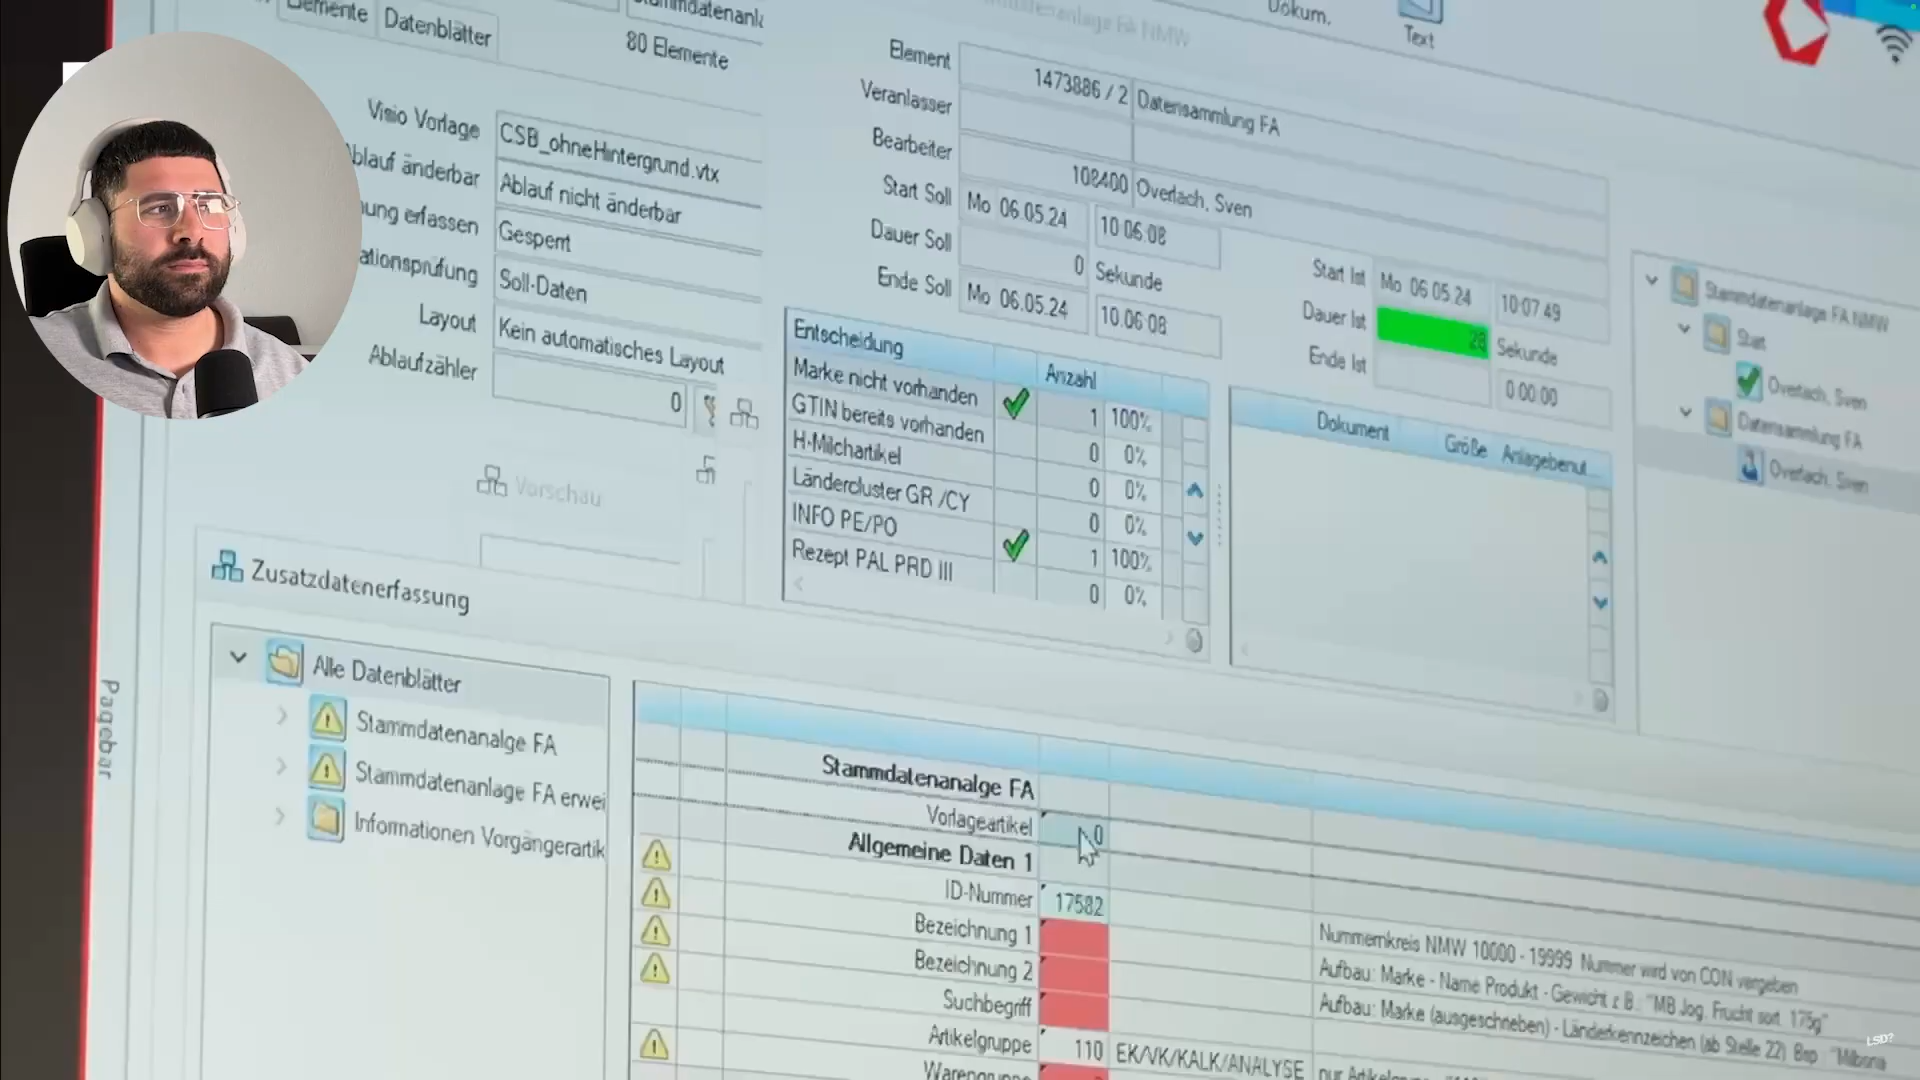 Elemente
Datenblätter
80 Elemente
Visio Vorlage
CSB_ohneHintergrund.vtx
Ablauf änderbar
Ablauf nicht änderbar
ung erfassen
Gesperrt
ationsprüfung
Soll-Daten
Layout
Kein automatisches Layout
Ablaufzähler
0
Vorschau
Element
1473886 / 2
Datensammlung FA
Veranlasser
Bearbeiter
108400
Overlach, Sven
Start Soll
Mo 06.05.24
10:06:08
Dauer Soll
0
Sekunde
Ende Soll
Mo 06.05.24
10:06:08
Start Ist
Mo 06.05.24
10:07:49
Dauer Ist
Sekunde
Ende Ist
0:00:00
Dokum.
Text
Entscheidung
Anzahl
Marke nicht vorhanden
1 100%
GTIN bereits vorhanden
0 0%
H-Milchartikel
0 0%
Ländercluster GR /CY
0 0%
INFO PE/PO
1 100%
Rezept PAL PRD III
0 0%
Dokument
Größe
Anlagebenut...
Stammdatenanlage FA NMW
Start
Overlach, Sven
Datensammlung FA
Overlach, Sven
Pagebar
Zusatzdatenerfassung
Alle Datenblätter
Stammdatenanalge FA
Stammdatenanlage FA erwei
Informationen Vorgängerartik
Stammdatenanalge FA
Vorlageartikel
0
Allgemeine Daten 1
ID-Nummer
17582
Nummernkreis NMW 10000 - 19999 Nummer wird von CON vergeben
Bezeichnung 1
Aufbau: Marke - Name Produkt - Gewicht z.B.: "MB Jog. Frucht sort. 175g"
Bezeichnung 2
Aufbau: Marke (ausgeschrieben) - Länderkennzeichen (ab Stelle 22) Bsp.: "Milbona
Suchbegriff
Artikelgruppe
110
EK/VK/KALK/ANALYSE
Warengruppe
LSD?